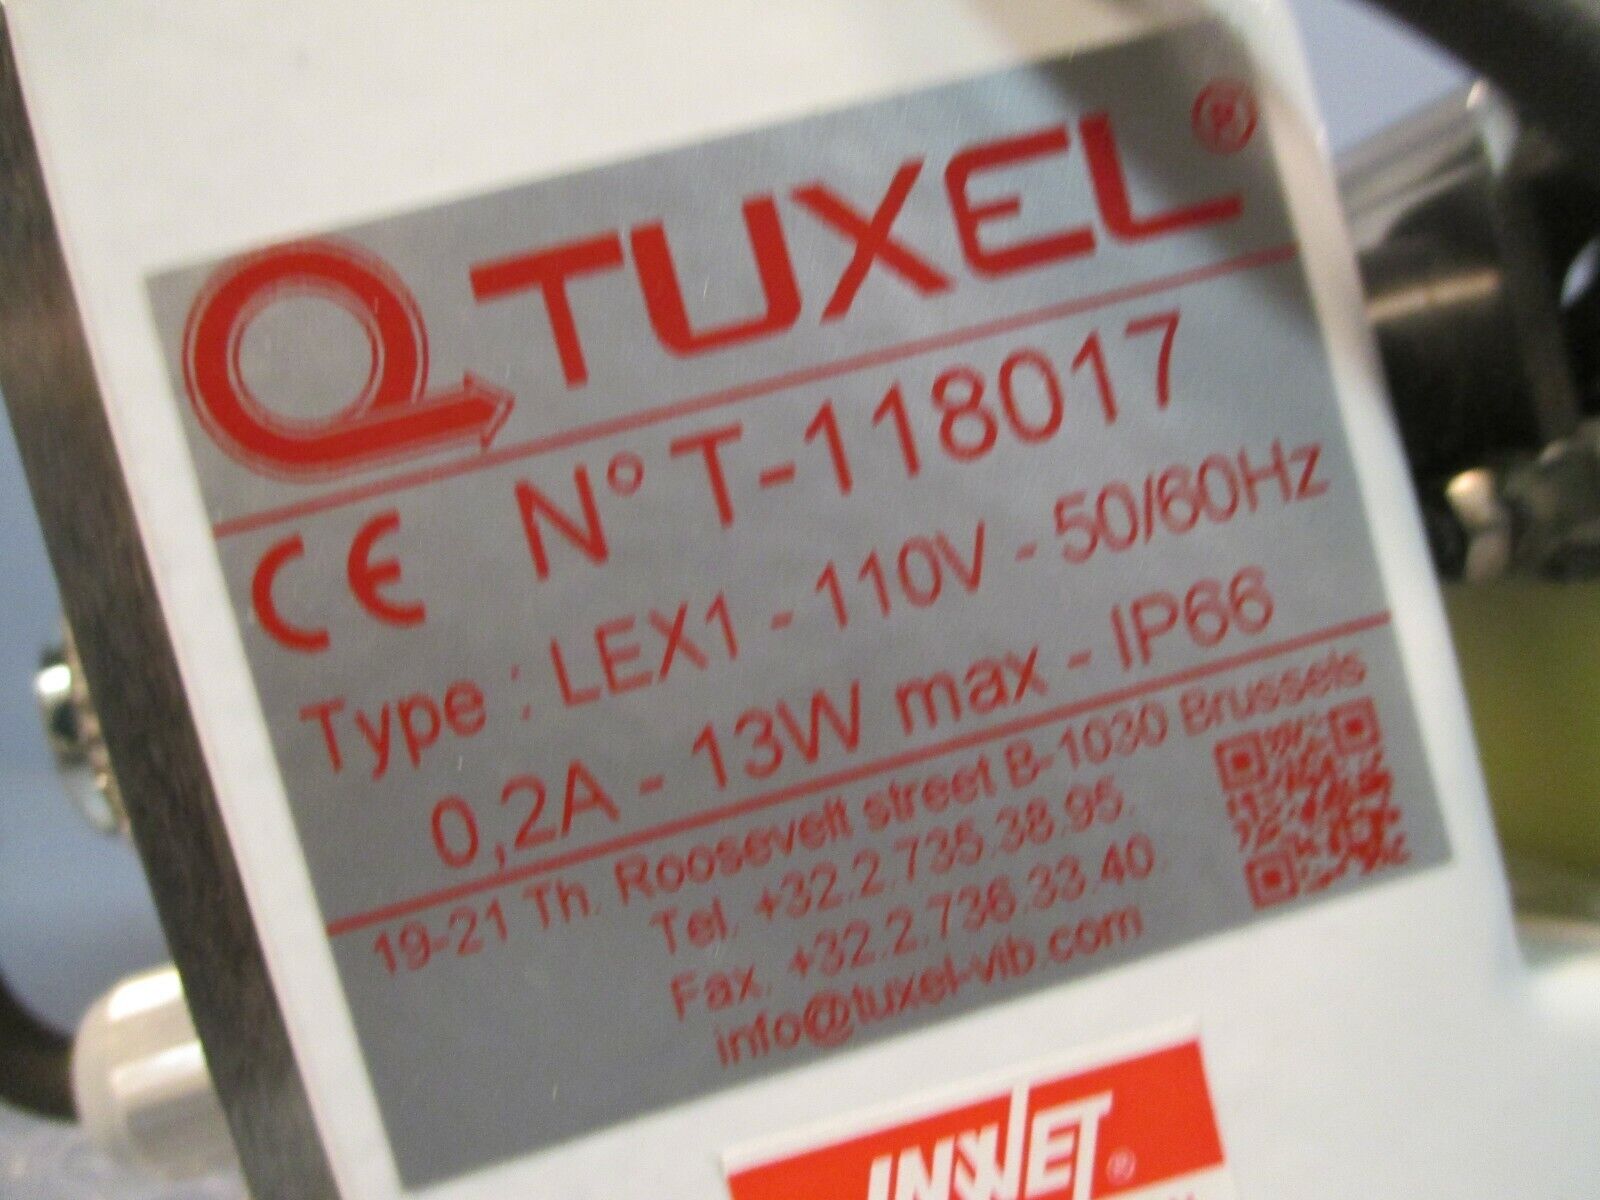 TUXEL®
CE N° T-118017
Type : LEX1 - 110V - 50/60Hz
0,2A - 13W max - IP66
19-21 Th. Roosevelt street B-1030 Brussels
Tel. +32.2.735.38.95.
Fax. +32.2.736.33.40.
info@tuxel-vib.com
®